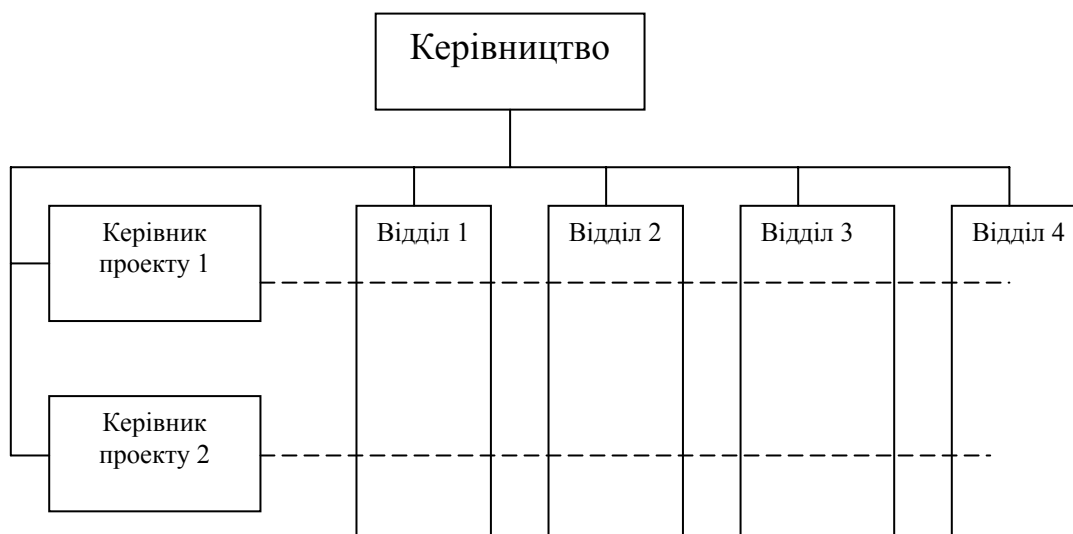 Керівництво
Керівник
проекту 1
Відділ 1
Відділ 2
Відділ 3
Відділ 4
Керівник
проекту 2